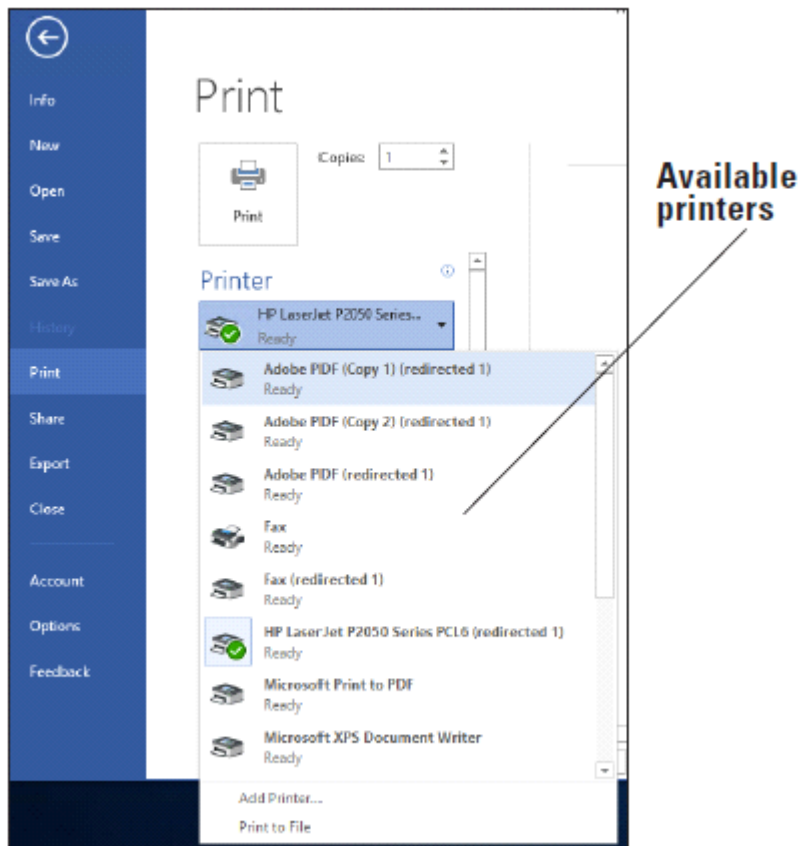 Info
New
Open
Save
Save As
History
Print
Share
Export
Close
Account
Options
Feedback
Print
Print
Copies: 1
Printer
HP LaserJet P2050 Series...
Ready
Adobe PDF (Copy 1) (redirected 1)
Ready
Adobe PDF (Copy 2) (redirected 1)
Ready
Adobe PDF (redirected 1)
Ready
Fax
Ready
Fax (redirected 1)
Ready
HP LaserJet P2050 Series PCL6 (redirected 1)
Ready
Microsoft Print to PDF
Ready
Microsoft XPS Document Writer
Ready
Add Printer...
Print to File
Available
printers